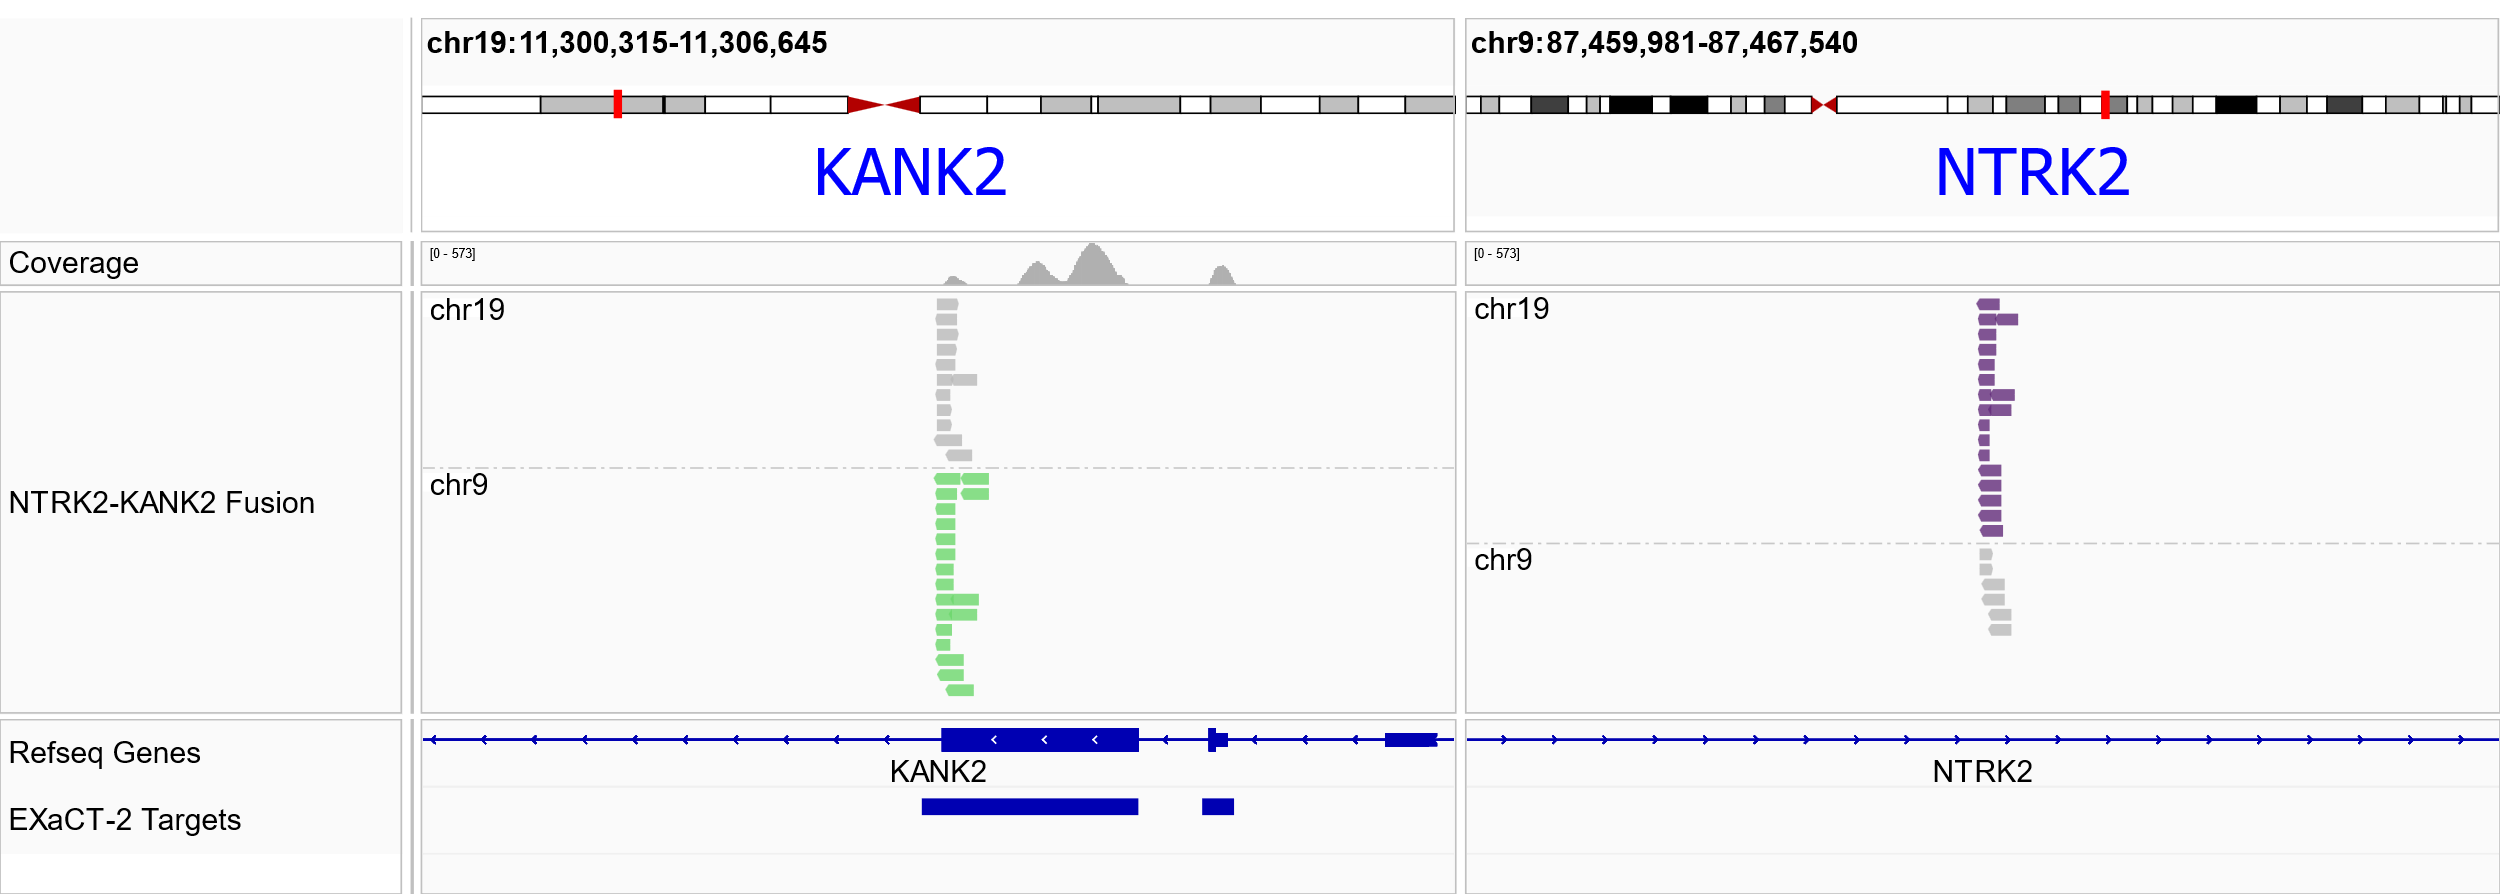 chr19:11,300,315-11,306,645
chr9:87,459,981-87,467,540
KANK2
NTRK2
Coverage
[0 - 573]
[0 - 573]
chr19
chr19
chr9
NTRK2-KANK2 Fusion
chr9
Refseq Genes
KANK2
NTRK2
EXaCT-2 Targets